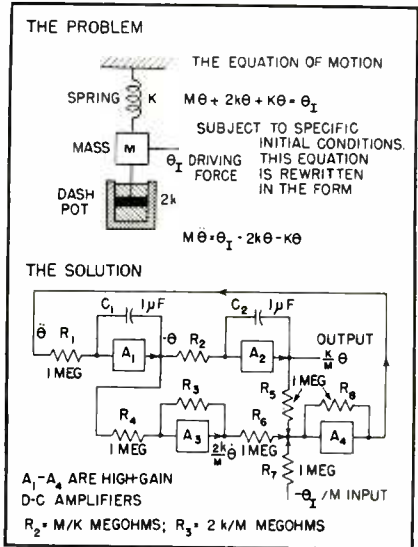 THE PROBLEM
THE EQUATION OF MOTION
SPRING K
Mθ + 2kθ + Kθ = θI
SUBJECT TO SPECIFIC
INITIAL CONDITIONS.
MASS M
θI DRIVING
FORCE
THIS EQUATION
IS REWRITTEN
IN THE FORM
DASH
POT
2k
Mθ̈ = θI - 2kθ - Kθ
THE SOLUTION
C1 1μF
C2 1μF
θ̈
R1
1 MEG
A1
-θ
R2
A2
OUTPUT
K/M θ
R5
1 MEG
R8
R3
R4
1 MEG
A3
2k/M θ̇
R6
1 MEG
A4
R7
1 MEG
-θI/M INPUT
A1-A4 ARE HIGH-GAIN
D-C AMPLIFIERS
R2 = M/K MEGOHMS; R3 = 2k/M MEGOHMS